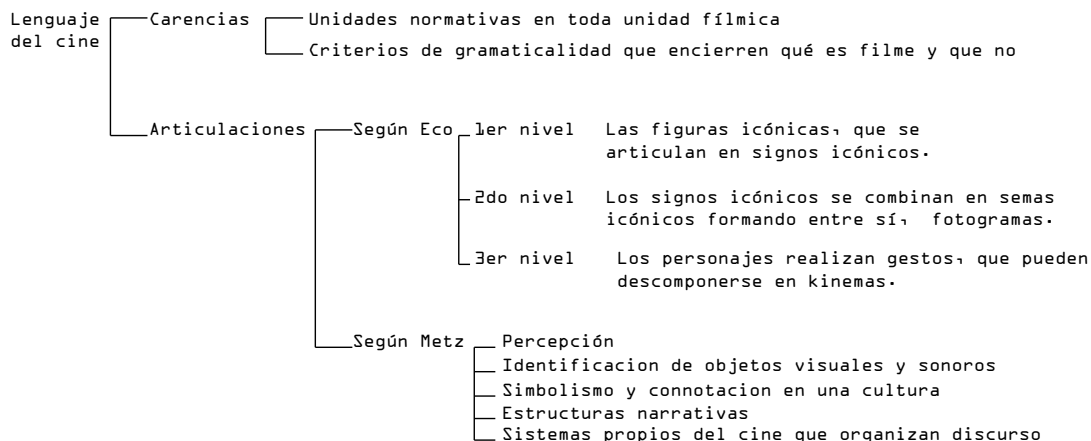 Lenguaje
del cine
Carencias
Unidades normativas en toda unidad fílmica
Criterios de gramaticalidad que encierren qué es filme y que no
Articulaciones
Según Eco
1er nivel
Las figuras icónicas, que se
articulan en signos icónicos.
2do nivel
Los signos icónicos se combinan en semas
icónicos formando entre sí, fotogramas.
3er nivel
Los personajes realizan gestos, que pueden
descomponerse en kinemas.
Según Metz
Percepción
Identificacion de objetos visuales y sonoros
Simbolismo y connotacion en una cultura
Estructuras narrativas
Sistemas propios del cine que organizan discurso